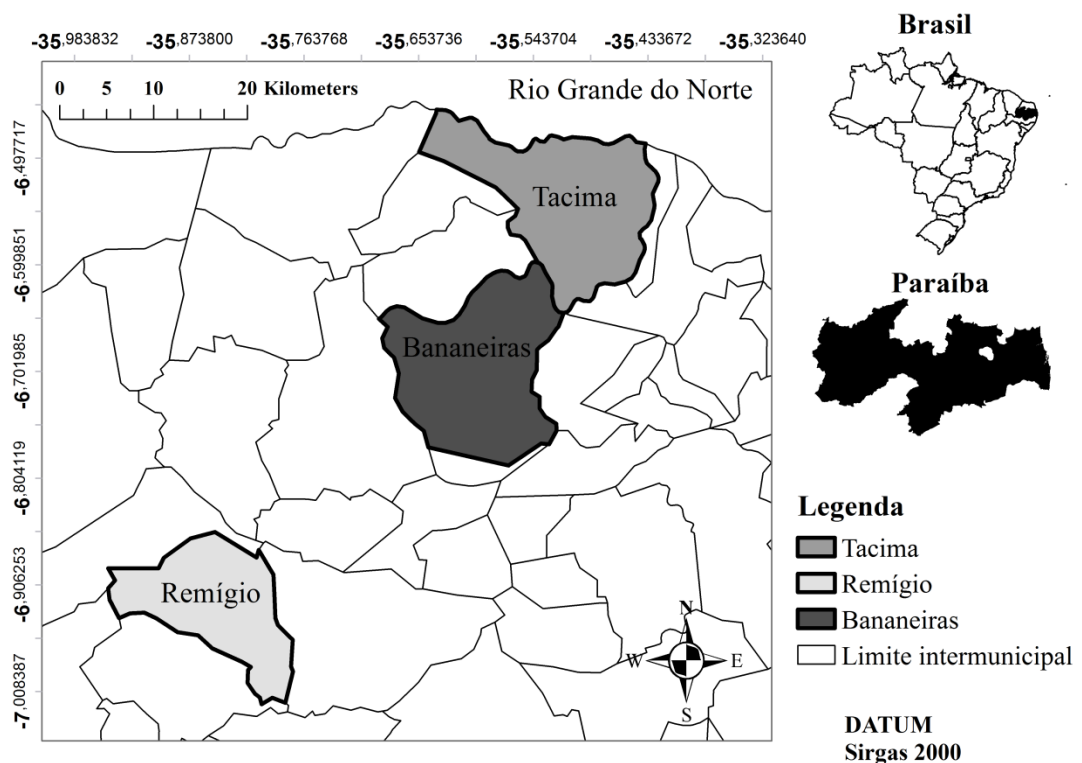 -35,983832 -35,873800 -35,763768 -35,653736 -35,543704 -35,433672 -35,323640
0 5 10 20 Kilometers
Rio Grande do Norte
-6,497717
-6,599851
-6,701985
-6,804119
-6,906253
-7,008387
Tacima
Bananeiras
Remígio
N
W E
S
Brasil
Paraíba
Legenda
Tacima
Remígio
Bananeiras
Limite intermunicipal
DATUM
Sirgas 2000